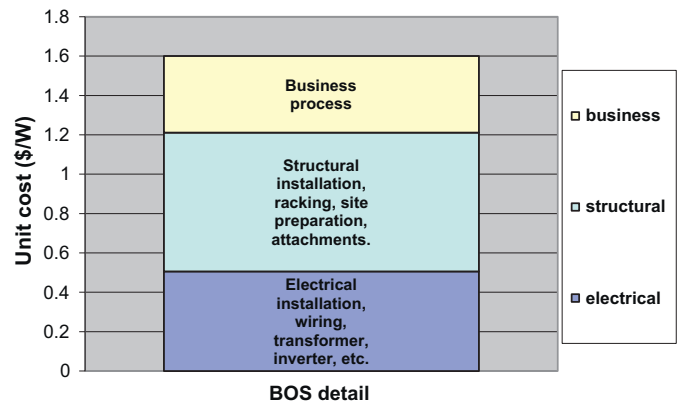 1.8
1.6
1.4
1.2
1
0.8
0.6
0.4
0.2
0
Unit cost ($/W)
Business
process
Structural
installation,
racking, site
preparation,
attachments.
Electrical
installation,
wiring,
transformer,
inverter, etc.
BOS detail
business
structural
electrical